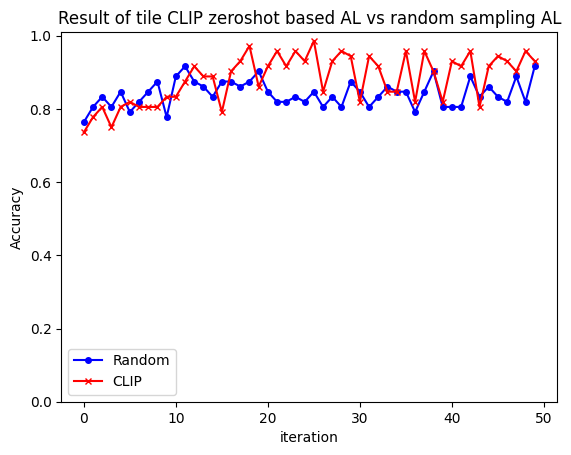 Result of tile CLIP zeroshot based AL vs random sampling AL
1.0
0.8
0.6
0.4
0.2
0.0
Accuracy
Random
CLIP
0 10 20 30 40 50
iteration